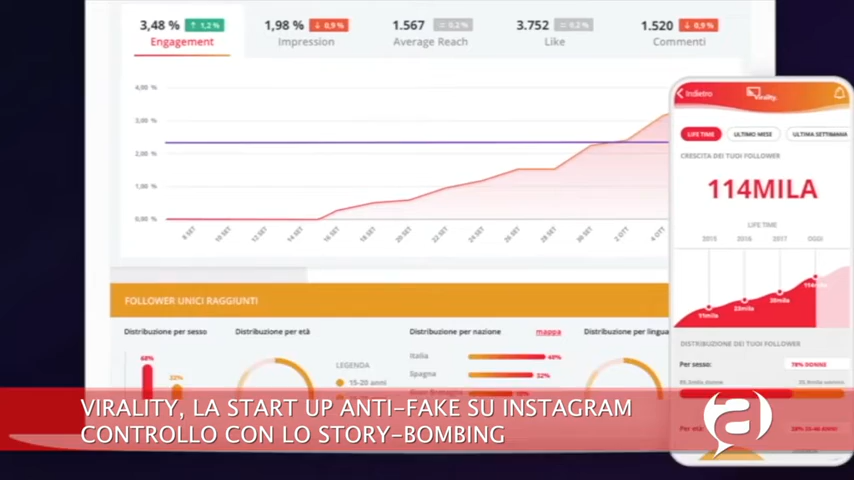 3,48 % ↑ 1,2 %
Engagement
1,98 % ↓ 0,9 %
Impression
1.567 = 0,2 %
Average Reach
3.752 = 0,2 %
Like
1.520 ↓ 0,9 %
Commenti
4,00 %
3,00 %
2,00 %
1,00 %
0,00 %
8 SET 10 SET 12 SET 14 SET 16 SET 18 SET 20 SET 22 SET 24 SET 26 SET 28 SET 30 SET 2 OTT 4 OTT
FOLLOWER UNICI RAGGIUNTI
Distribuzione per sesso
68%
32%
Distribuzione per età
LEGENDA
15-20 anni
Distribuzione per nazione
mappa
Italia 48%
Spagna 32%
Distribuzione per lingua
Indietro
Virality.
LIFE TIME ULTIMO MESE ULTIMA SETTIMANA
CRESCITA DEI TUOI FOLLOWER
114MILA
LIFE TIME
2015 2016 2017 OGGI
11mila 23mila
DISTRIBUZIONE DEI TUOI FOLLOWER
Per sesso: 78% DONNE
Per età:
VIRALITY, LA START UP ANTI-FAKE SU INSTAGRAM
CONTROLLO CON LO STORY-BOMBING
a